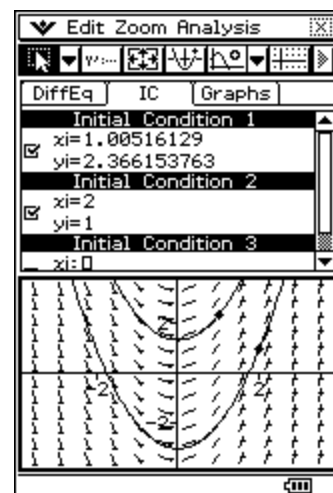 Edit Zoom Analysis
DiffEq IC Graphs
Initial Condition 1
xi=1.00516129
yi=2.366153763
Initial Condition 2
xi=2
yi=1
Initial Condition 3
xi:
2
-2 2
-2